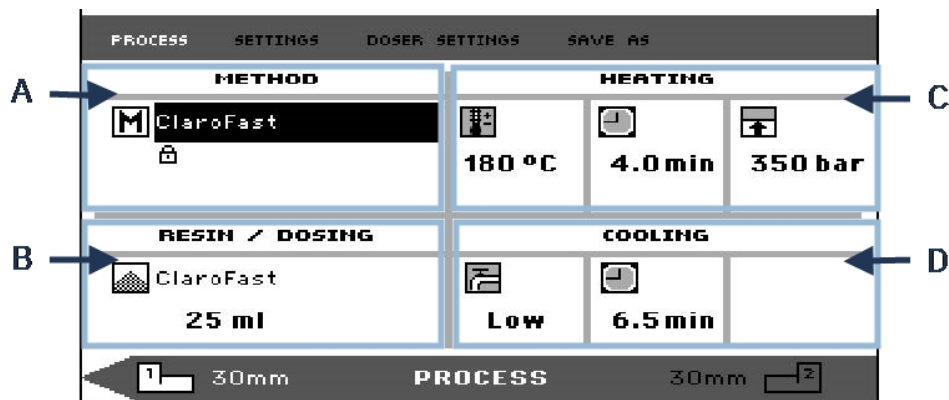 PROCESS SETTINGS DOSER SETTINGS SAVE AS
A
METHOD
M ClaroFast
HEATING
180 ºC 4.0 min 350 bar
C
B
RESIN / DOSING
ClaroFast
25 ml
COOLING
Low 6.5 min
D
1 30mm PROCESS 30mm 2